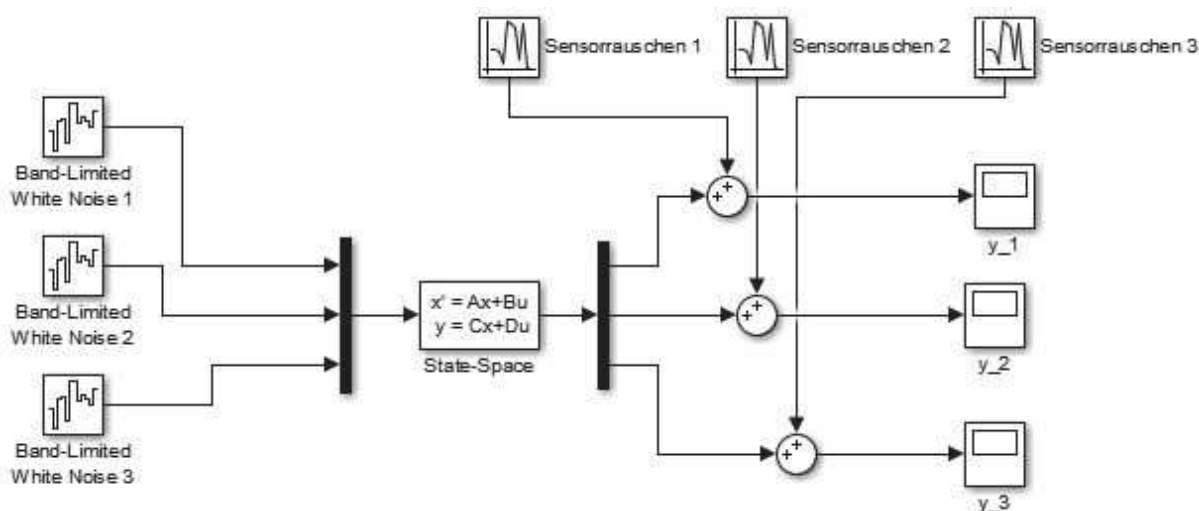 Sensorrauschen 1
Sensorrauschen 2
Sensorrauschen 3
Band-Limited
White Noise 1
Band-Limited
White Noise 2
Band-Limited
White Noise 3
x' = Ax+Bu
y = Cx+Du
State-Space
y_1
y_2
y_3